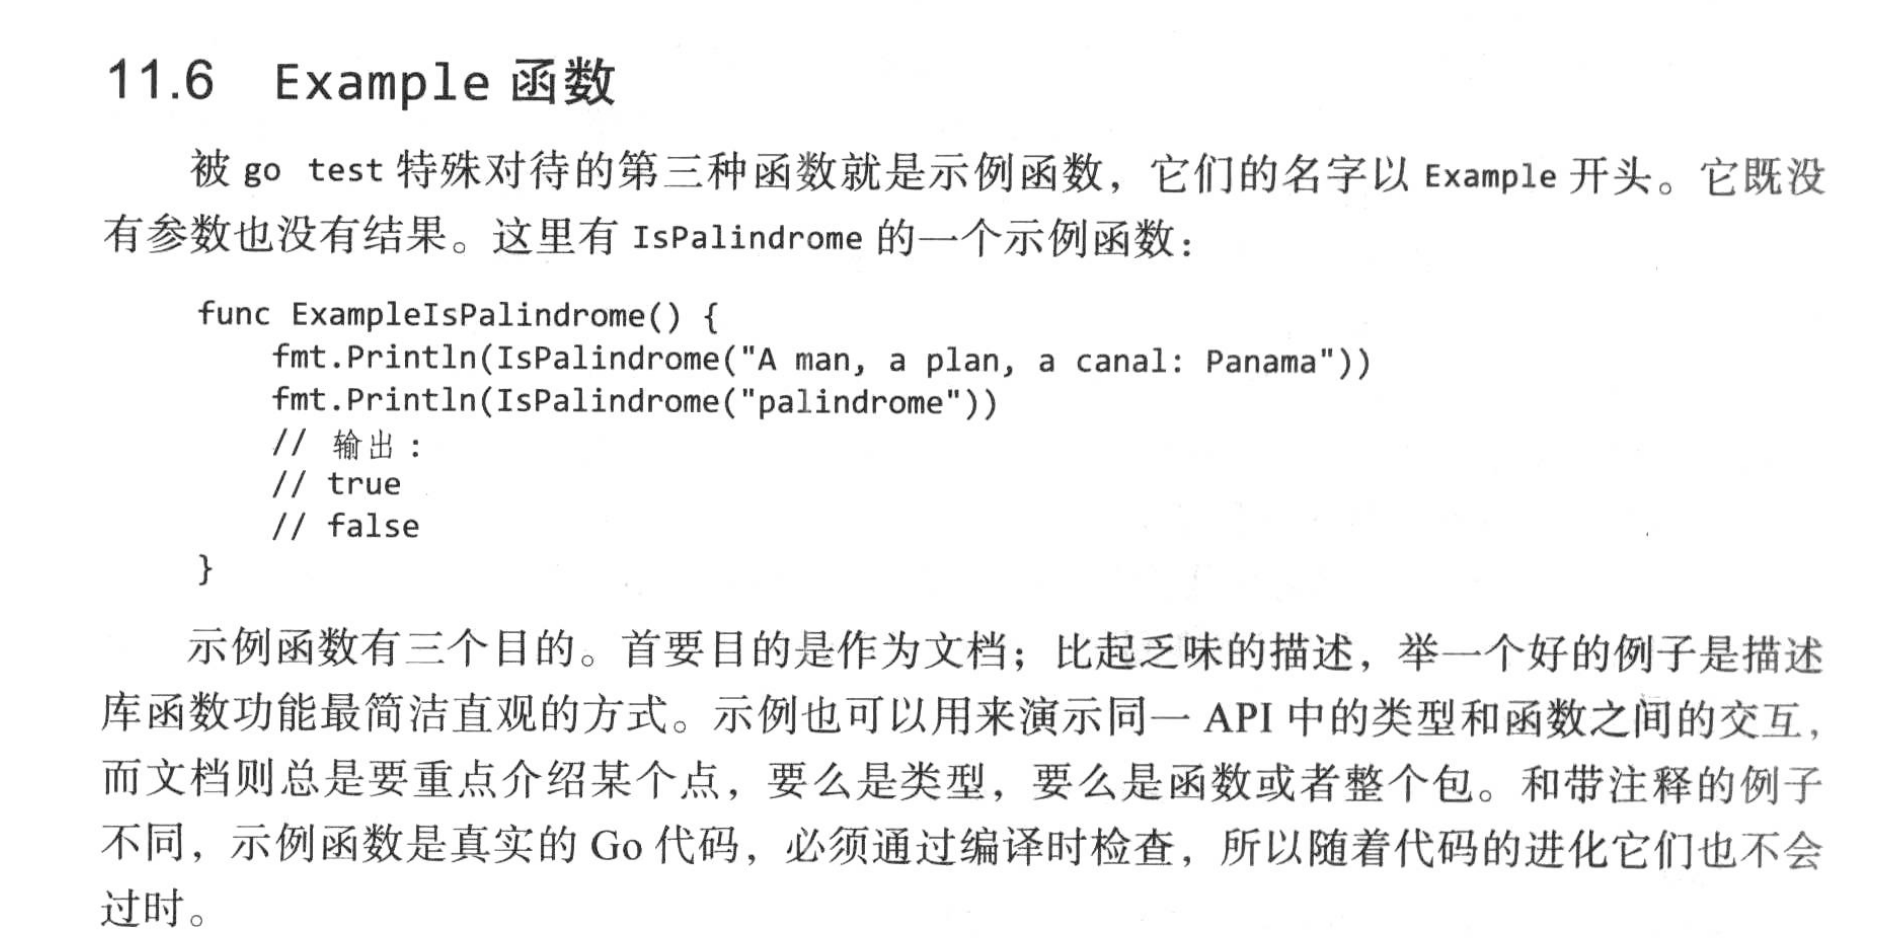 11.6 Example 函数
被 go test 特殊对待的第三种函数就是示例函数，它们的名字以 Example 开头。它既没
有参数也没有结果。这里有 IsPalindrome 的一个示例函数：
func ExampleIsPalindrome() {
    fmt.Println(IsPalindrome("A man, a plan, a canal: Panama"))
    fmt.Println(IsPalindrome("palindrome"))
    // 输出：
    // true
    // false
}
示例函数有三个目的。首要目的是作为文档；比起乏味的描述，举一个好的例子是描述
库函数功能最简洁直观的方式。示例也可以用来演示同一 API 中的类型和函数之间的交互，
而文档则总是要重点介绍某个点，要么是类型，要么是函数或者整个包。和带注释的例子
不同，示例函数是真实的 Go 代码，必须通过编译时检查，所以随着代码的进化它们也不会
过时。